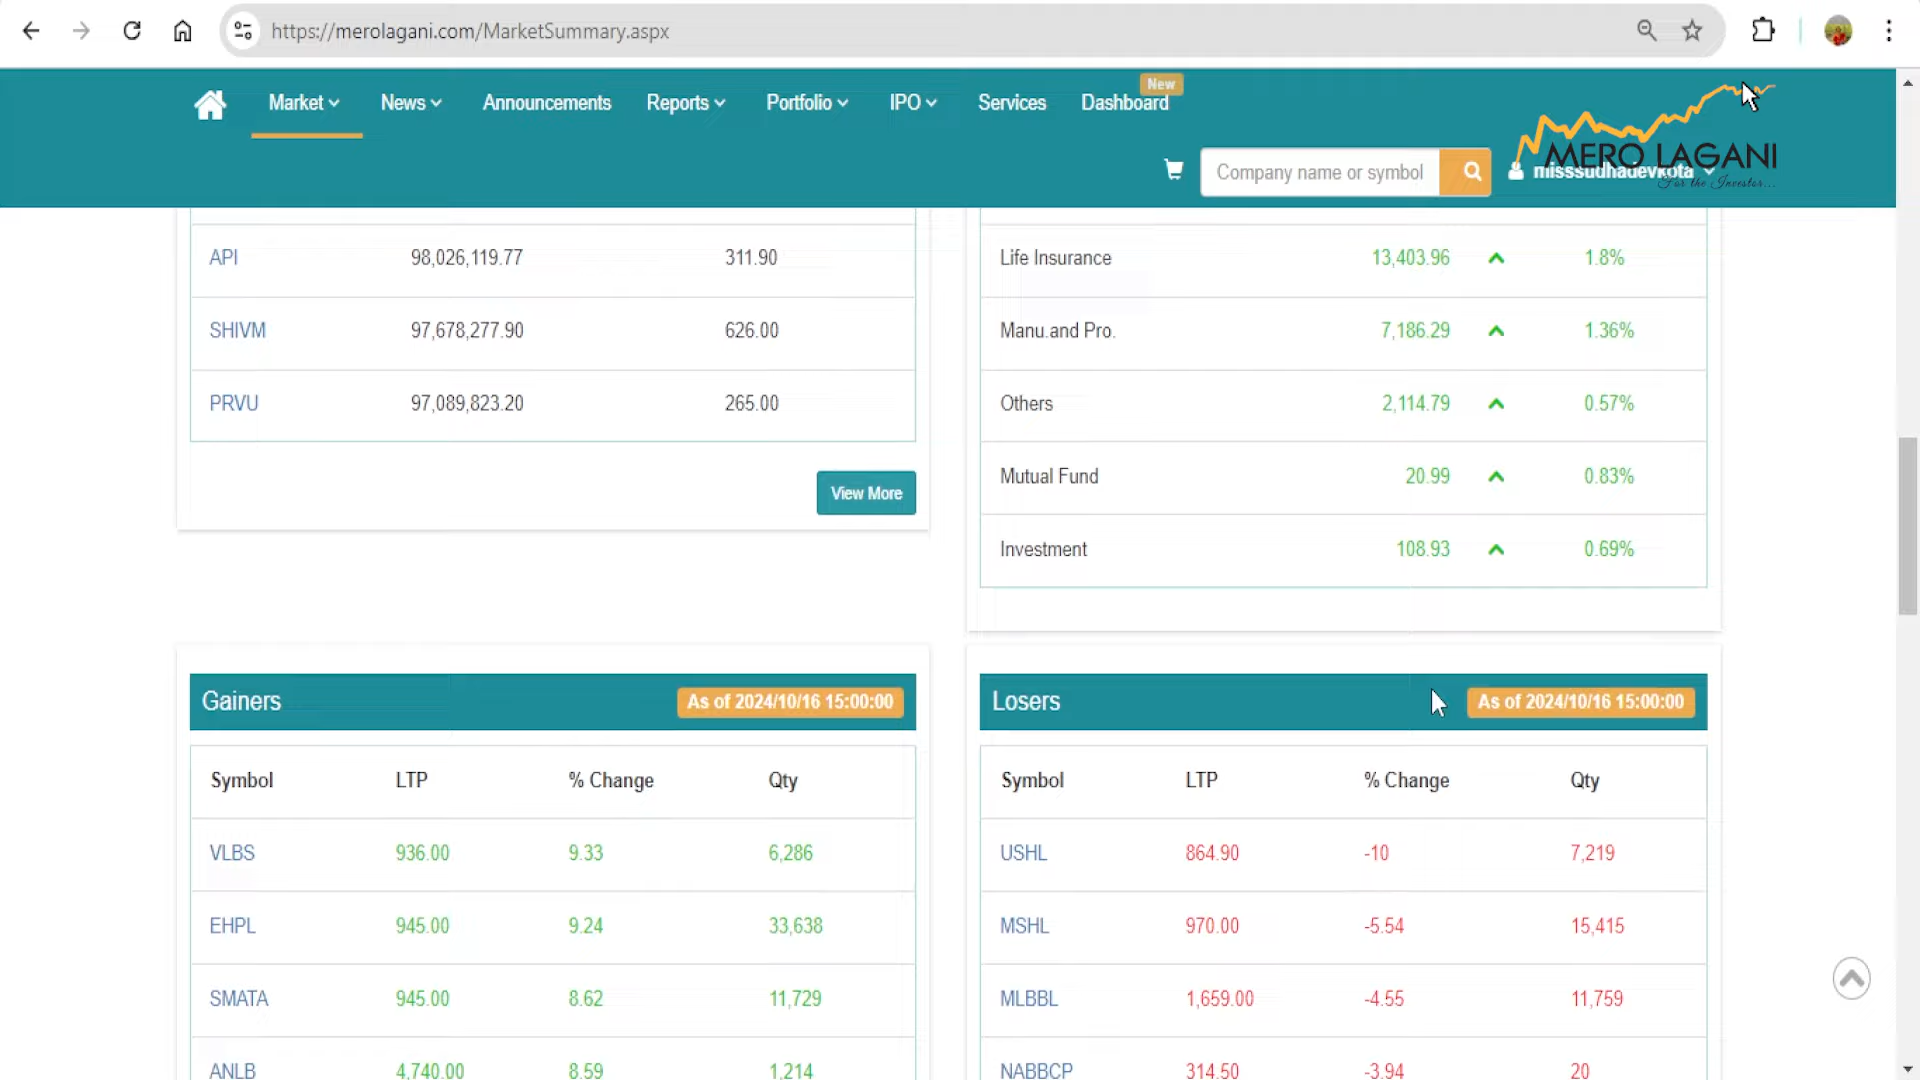 https://merolagani.com/MarketSummary.aspx
New
Market News Announcements Reports Portfolio IPO Services Dashboard
MERO LAGANI
Company name or symbol misssudhadevkota
For the Investor...
API 98,026,119.77 311.90
SHIVM 97,678,277.90 626.00
PRVU 97,089,823.20 265.00
View More
Life Insurance 13,403.96 1.8%
Manu.and Pro. 7,186.29 1.36%
Others 2,114.79 0.57%
Mutual Fund 20.99 0.83%
Investment 108.93 0.69%
Gainers As of 2024/10/16 15:00:00
Symbol LTP % Change Qty
VLBS 936.00 9.33 6,286
EHPL 945.00 9.24 33,638
SMATA 945.00 8.62 11,729
ANLB 4,740.00 8.59 1,214
Losers As of 2024/10/16 15:00:00
Symbol LTP % Change Qty
USHL 864.90 -10 7,219
MSHL 970.00 -5.54 15,415
MLBBL 1,659.00 -4.55 11,759
NABBCP 314.50 -3.94 20